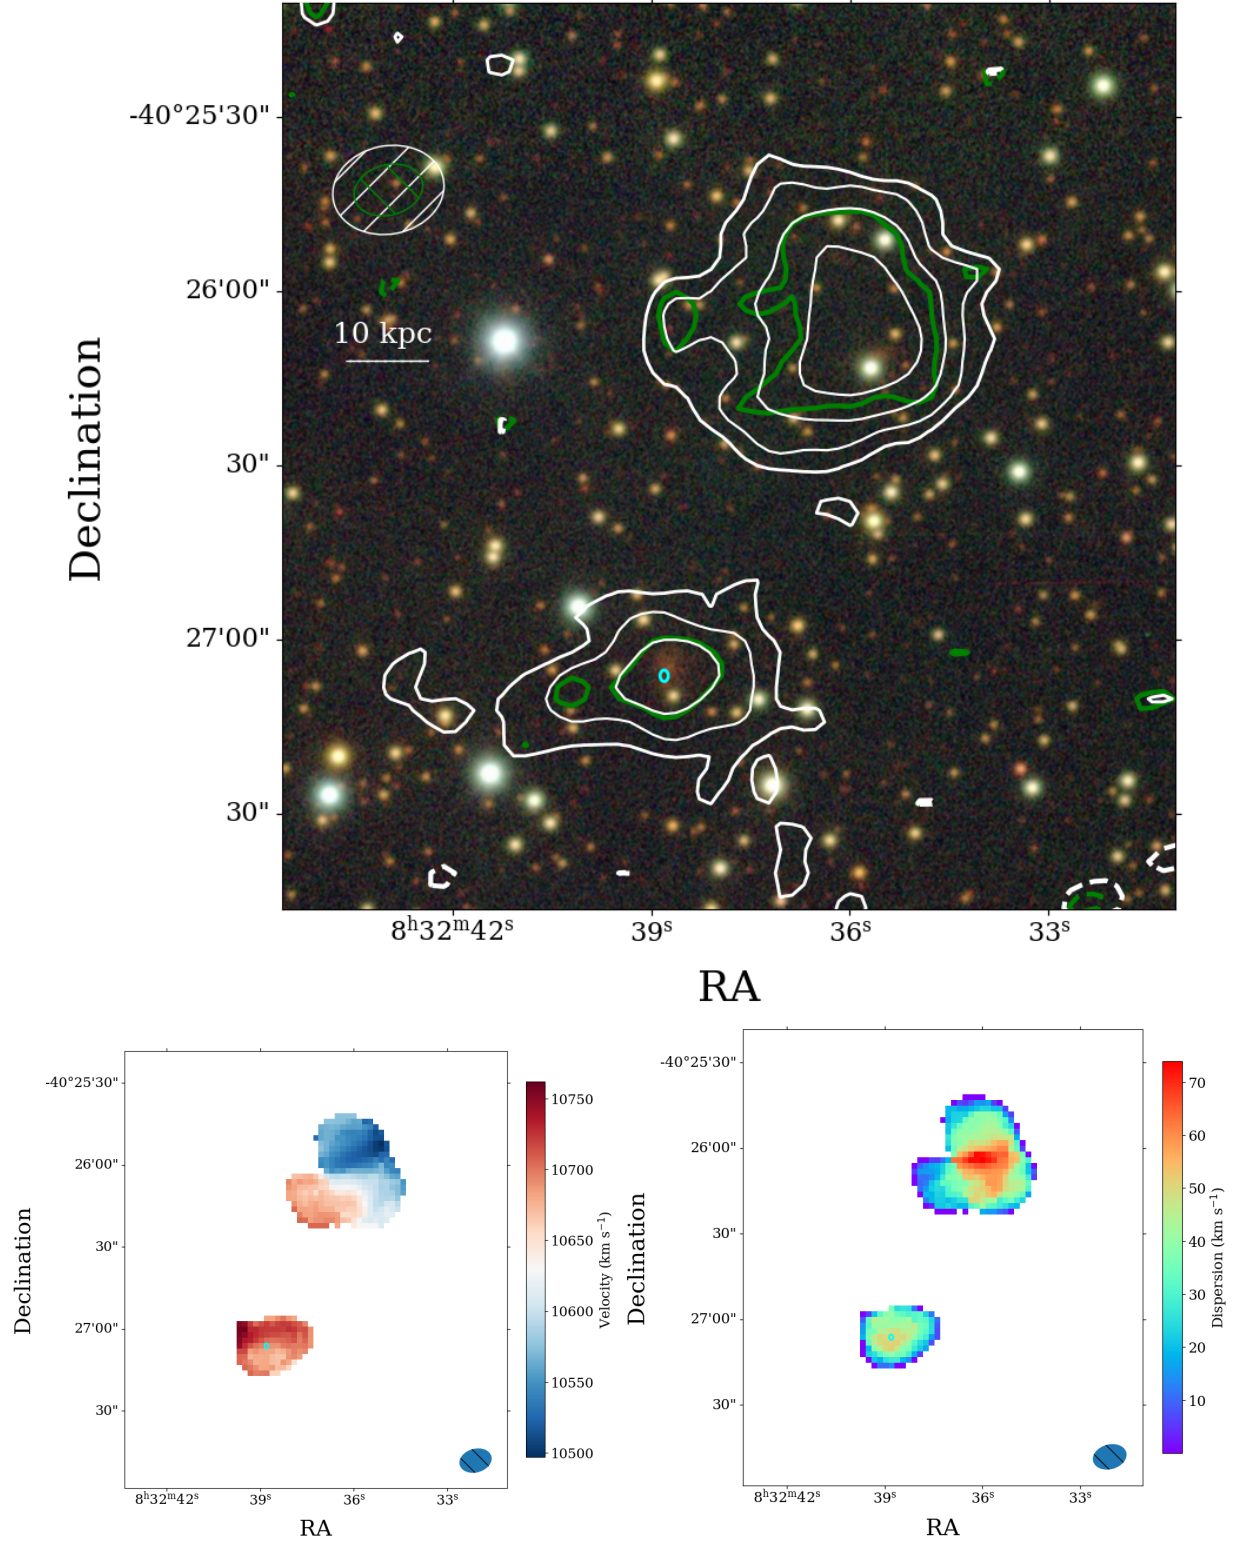 -40°25'30"
26'00"
30"
27'00"
30"
Declination
10 kpc
8ʰ32ᵐ42ˢ 39ˢ 36ˢ 33ˢ
RA
-40°25'30"
26'00"
30"
27'00"
30"
Declination
8ʰ32ᵐ42ˢ 39ˢ 36ˢ 33ˢ
RA
10750
10700
10650
10600
10550
10500
Velocity (km s⁻¹)
-40°25'30"
26'00"
30"
27'00"
30"
Declination
8ʰ32ᵐ42ˢ 39ˢ 36ˢ 33ˢ
RA
70
60
50
40
30
20
10
Dispersion (km s⁻¹)